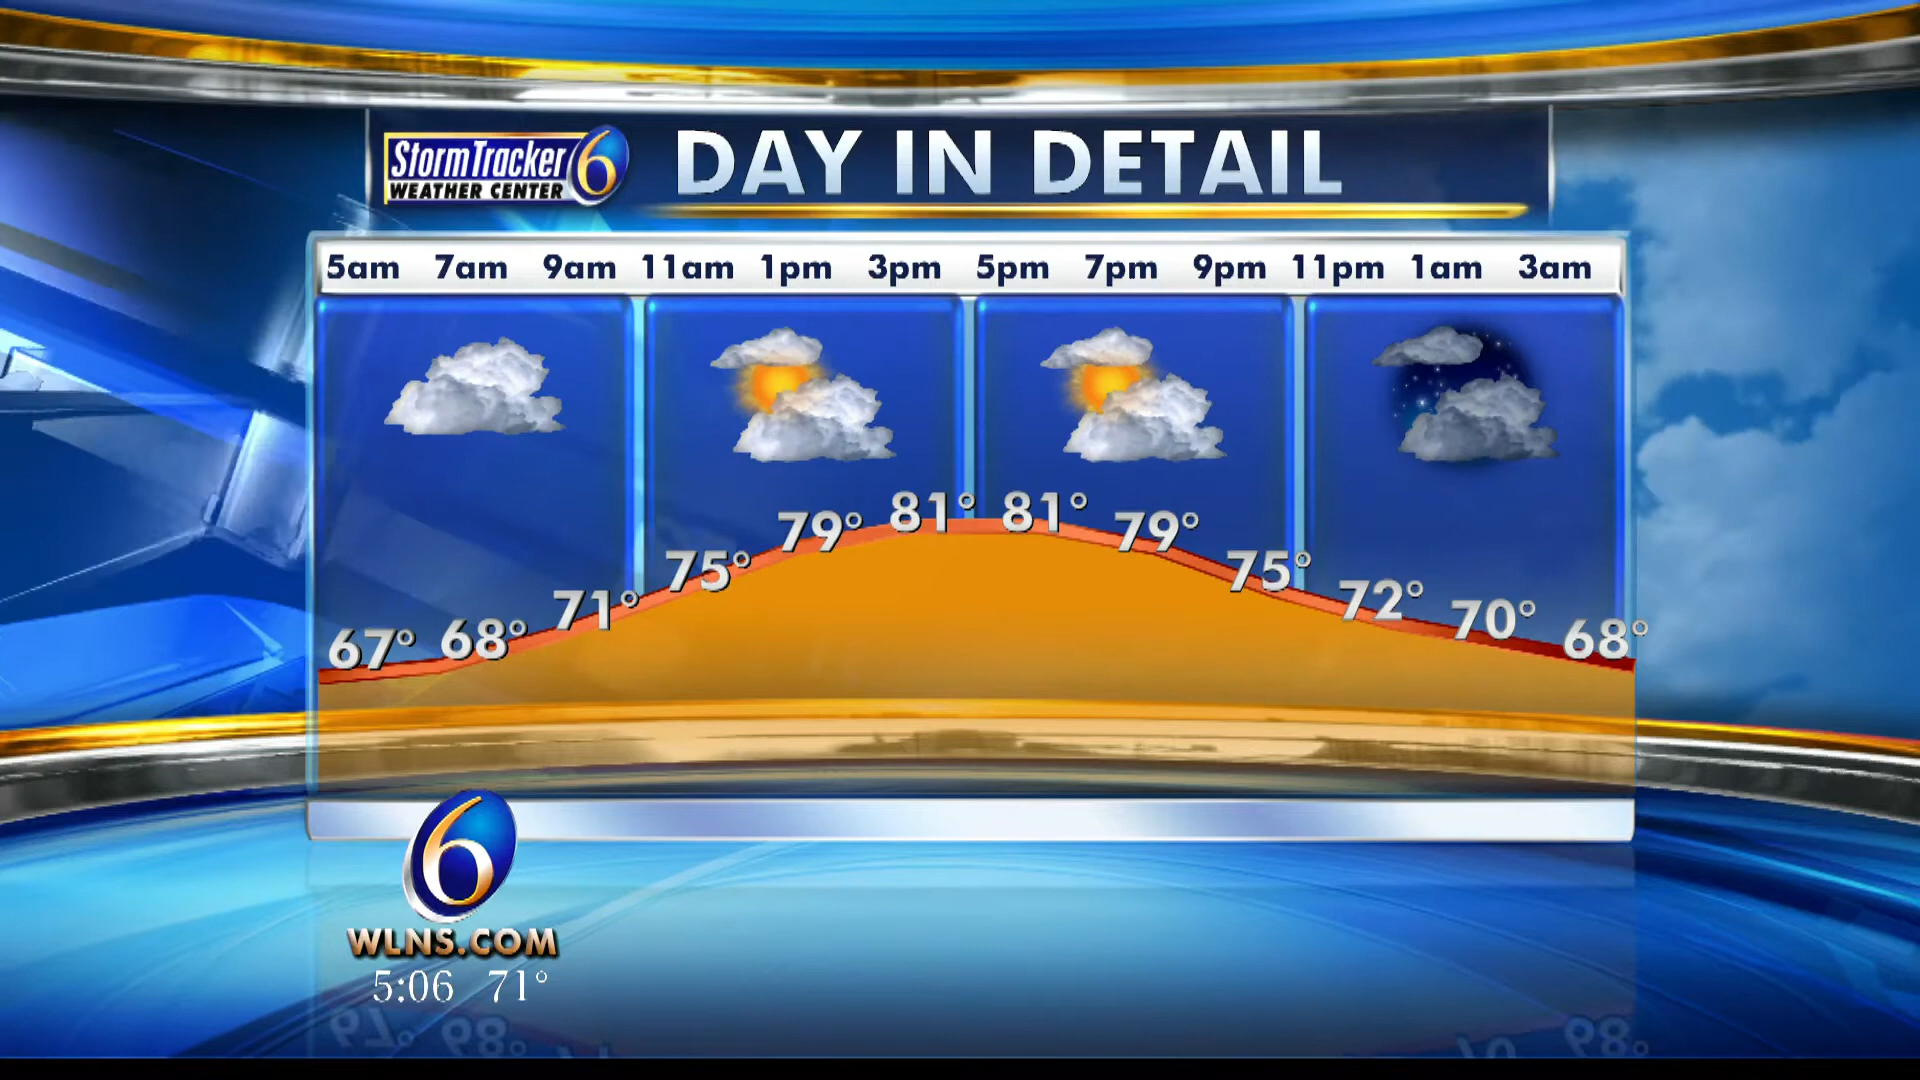 StormTracker 6
WEATHER CENTER
DAY IN DETAIL
5am 7am 9am 11am 1pm 3pm 5pm 7pm 9pm 11pm 1am 3am
67° 68° 71° 75° 79° 81° 81° 79° 75° 72° 70° 68°
6
WLNS.COM
5:06 71°